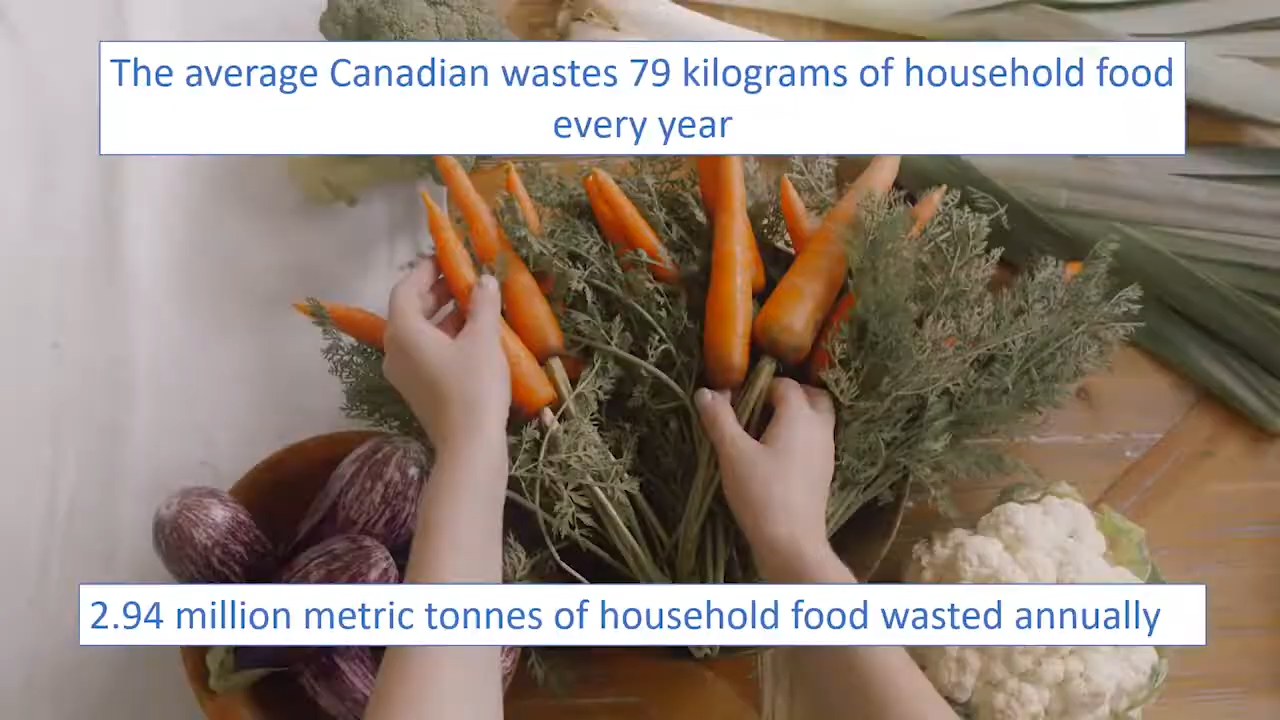 The average Canadian wastes 79 kilograms of household food
every year
2.94 million metric tonnes of household food wasted annually